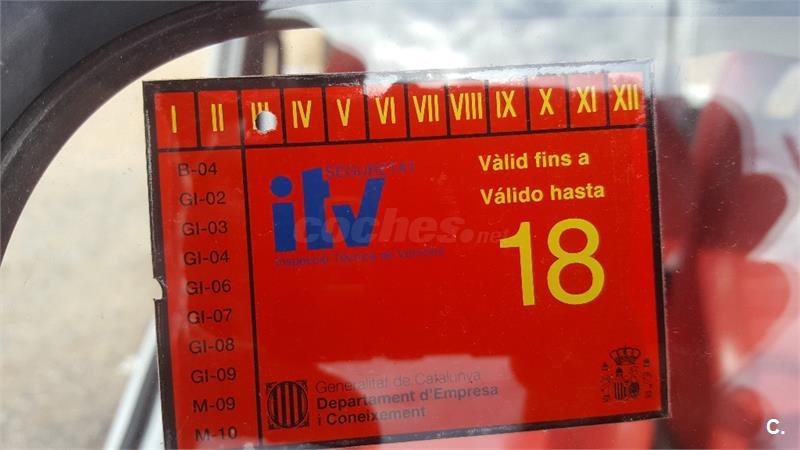 I II III IV V VI VII VIII IX X XI XII
B-04
GI-02
GI-03
GI-04
GI-06
GI-07
GI-08
GI-09
M-09
M-10
SEGURETAT
itv
Inspecció Tècnica de Vehicles
Vàlid fins a
Válido hasta
18
coches.net
Generalitat de Catalunya
Departament d'Empresa
i Coneixement
C.